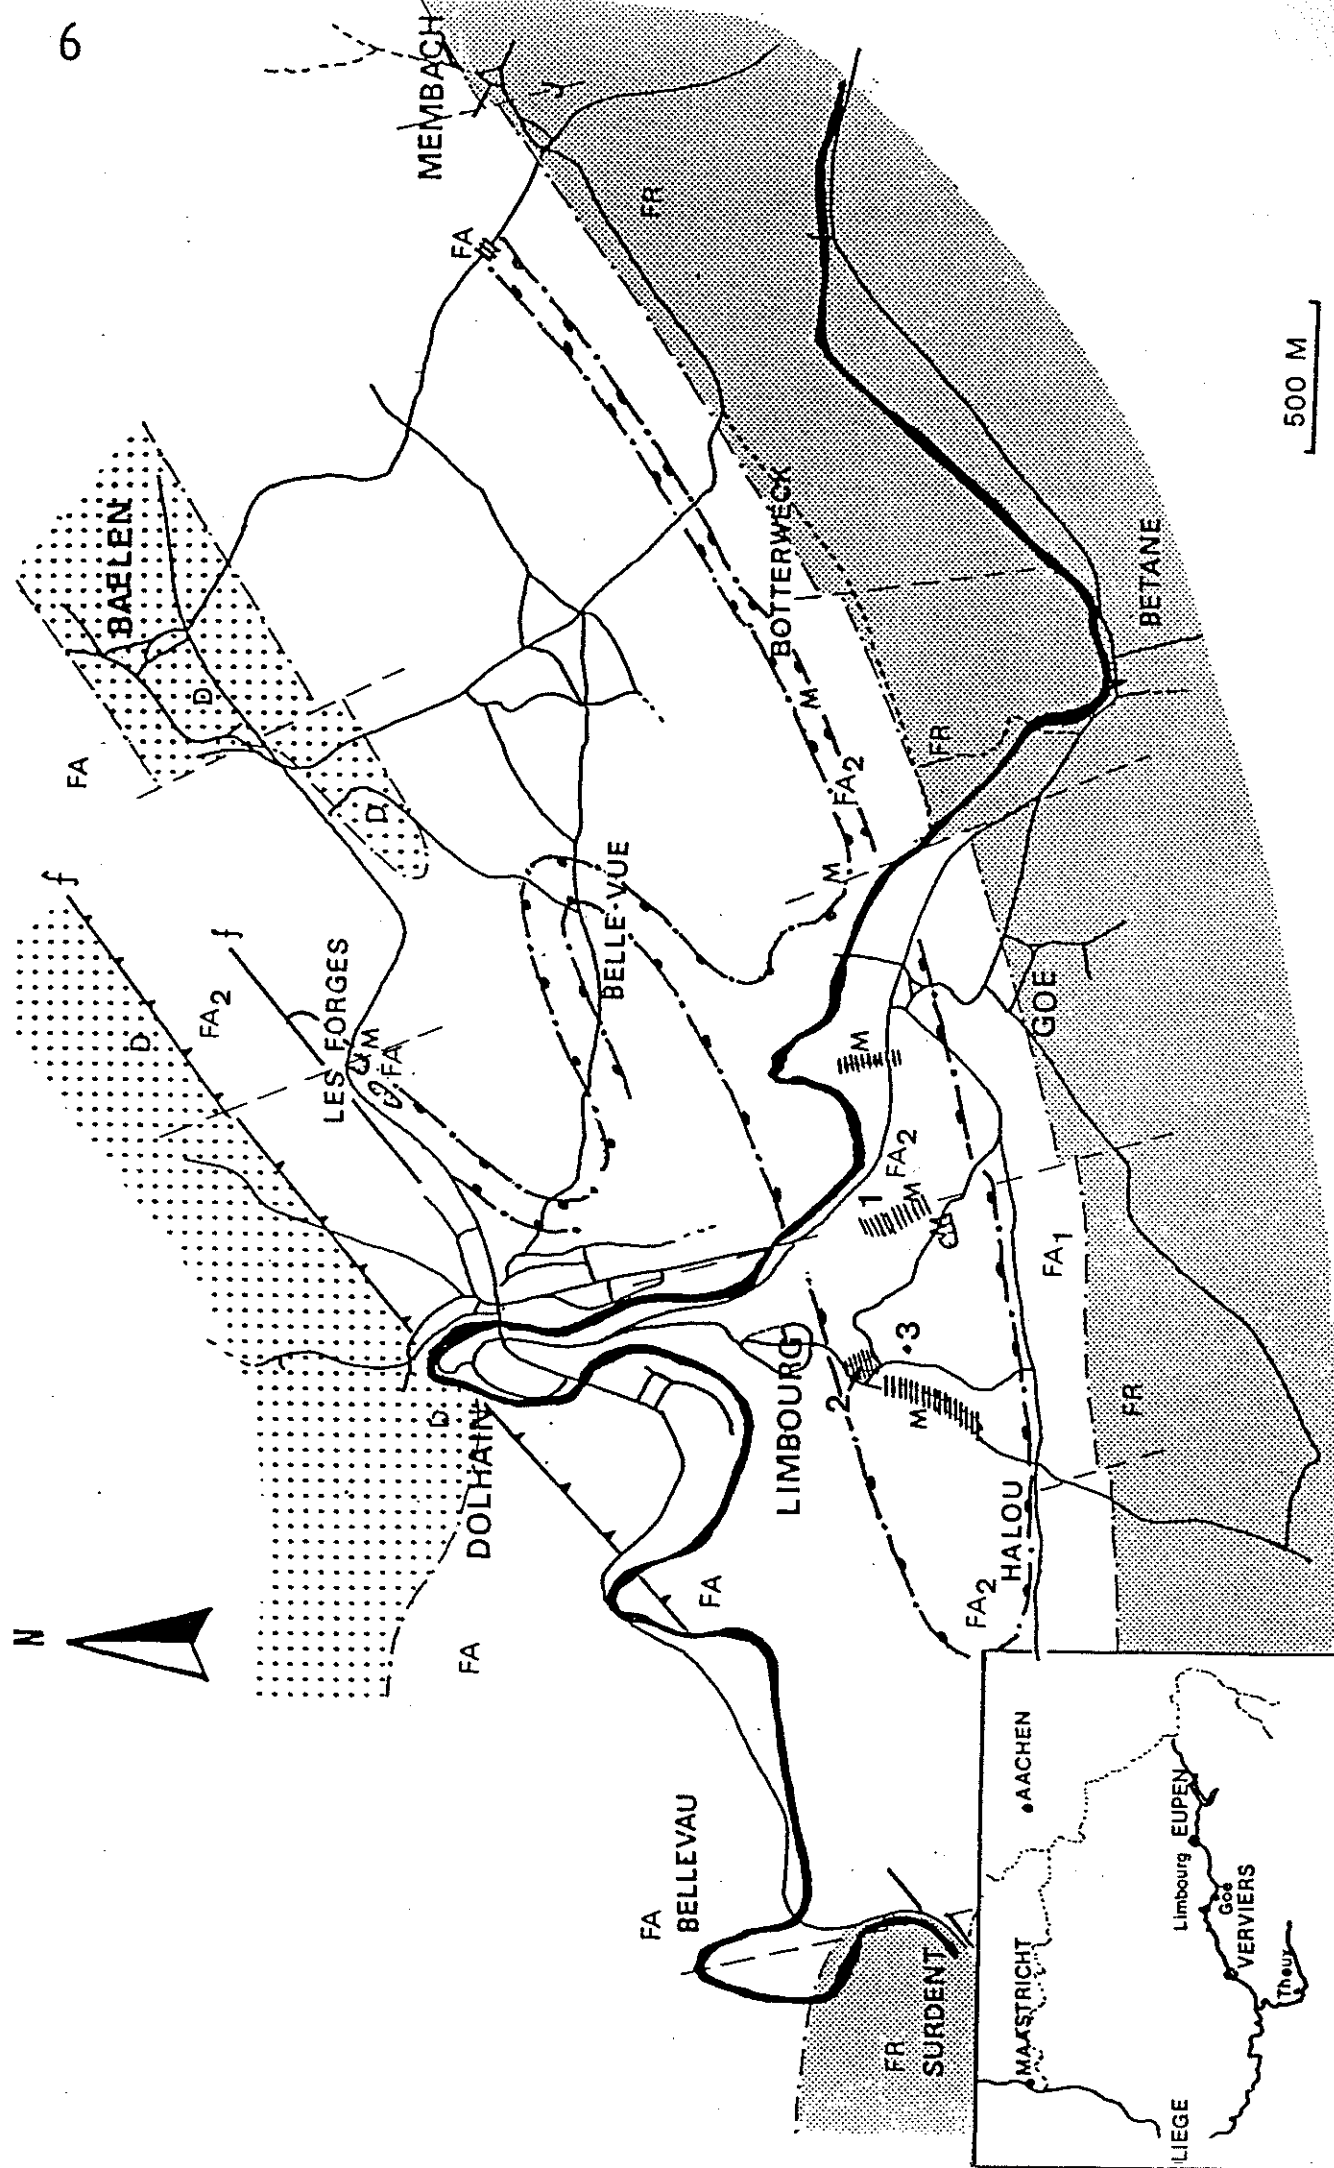 6
N
MEMBACH
BAELEN
FA
D
FR
FA
f
f
D
D
FA2
LES FORGES
M
FA
BELLE-VUE
BOTTERWECK
M
FA2
M
FR
BETANE
GOE
M
FA2
1
M
D
DOLHAIN
LIMBOURG
3
2
M
FA1
FR
HALOU
FA2
FA
FA
FA
BELLEVAU
FR
SURDENT
500 M
MAASTRICHT
AACHEN
LIEGE
Limbourg
EUPEN
Goe
VERVIERS
Theux